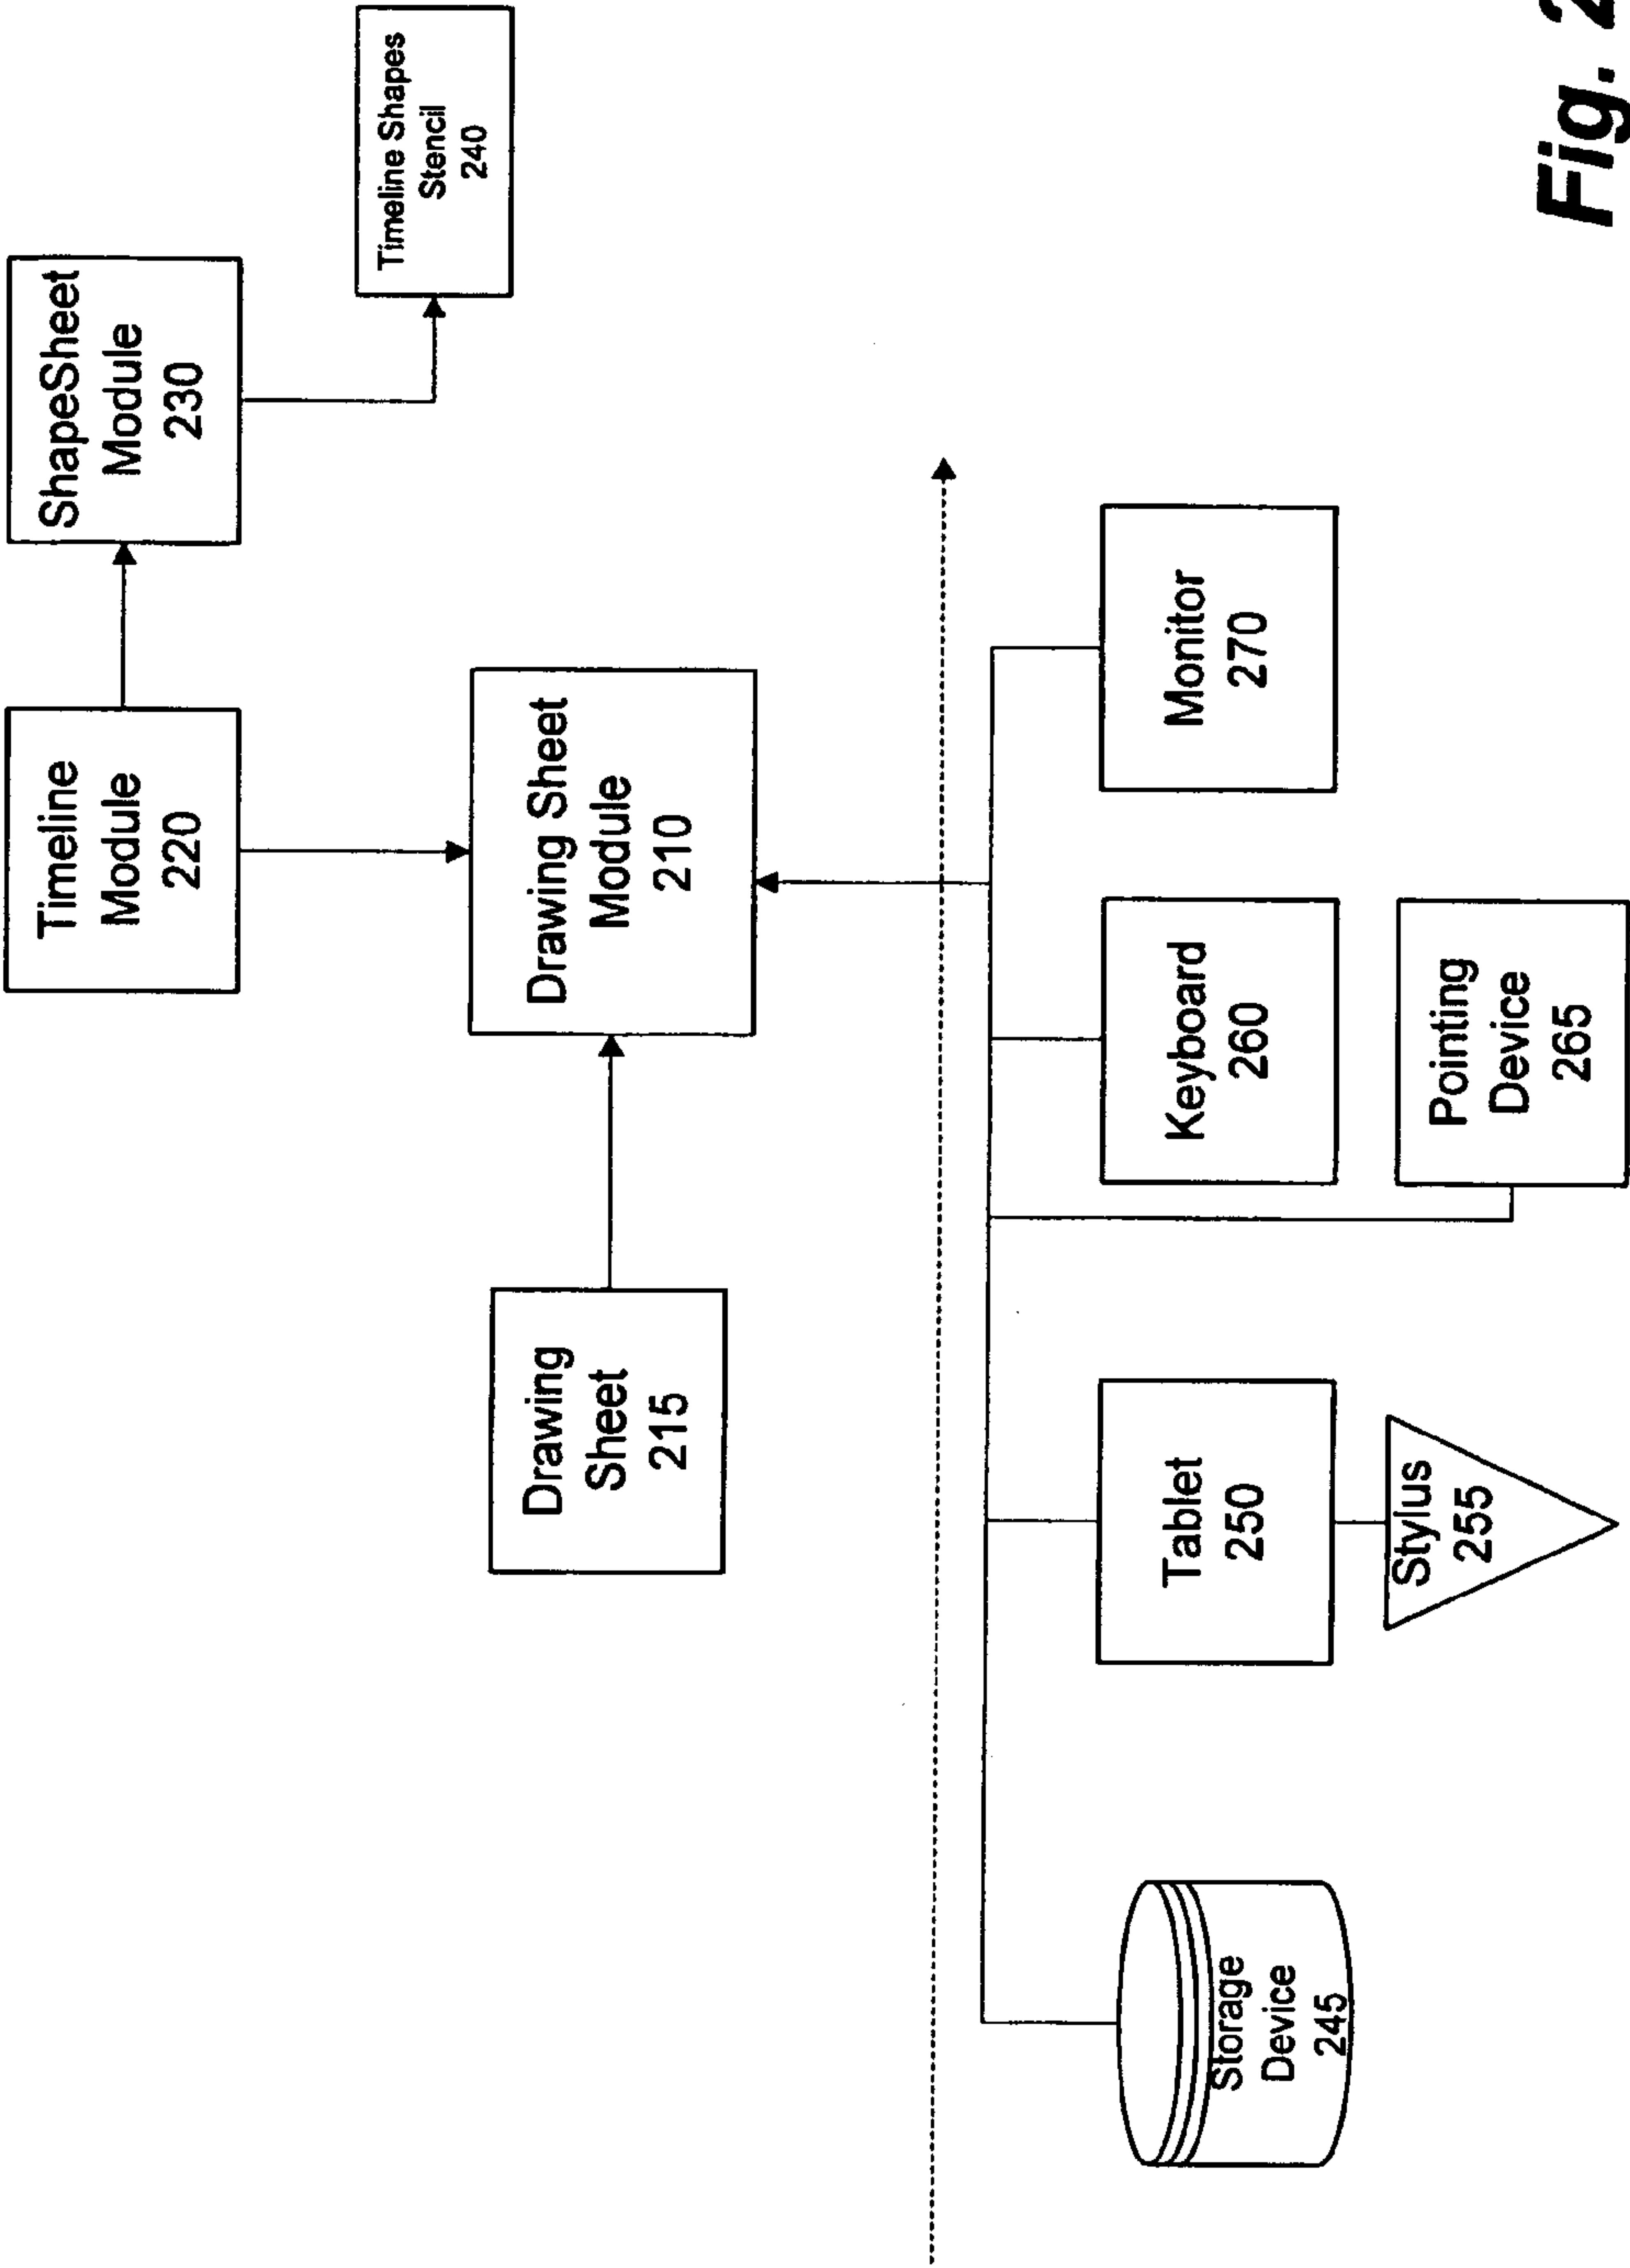 Timeline
Module
220
ShapeSheet
Module
230
Timeline Shapes
Stencil
240
Drawing
Sheet
215
Drawing Sheet
Module
210
Storage
Device
245
Tablet
250
Stylus
255
Keyboard
260
Pointing
Device
265
Monitor
270
Fig. 2